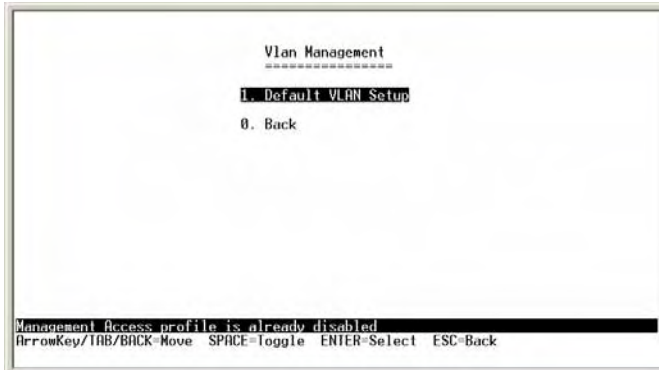 Vlan Management
================
1. Default VLAN Setup
0. Back
Management Access profile is already disabled
ArrowKey/TAB/BACK=Move SPACE=Toggle ENTER=Select ESC=Back